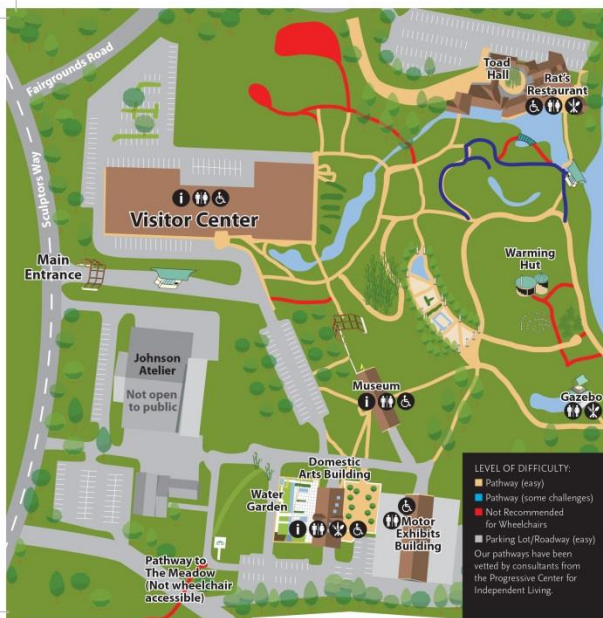 Fairgrounds Road
Sculptors Way
Toad
Hall
Rat's
Restaurant
i
Visitor Center
Main
Entrance
Warming
Hut
Johnson
Atelier
Not open
to public
Museum
i
Gazebo
Domestic
Arts Building
Water
Garden
i
Motor
Exhibits
Building
Pathway to
The Meadow
(Not wheelchair
accessible)
LEVEL OF DIFFICULTY:
Pathway (easy)
Pathway (some challenges)
Not Recommended
for Wheelchairs
Parking Lot/Roadway (easy)
Our pathways have been
vetted by consultants from
the Progressive Center for
Independent Living.